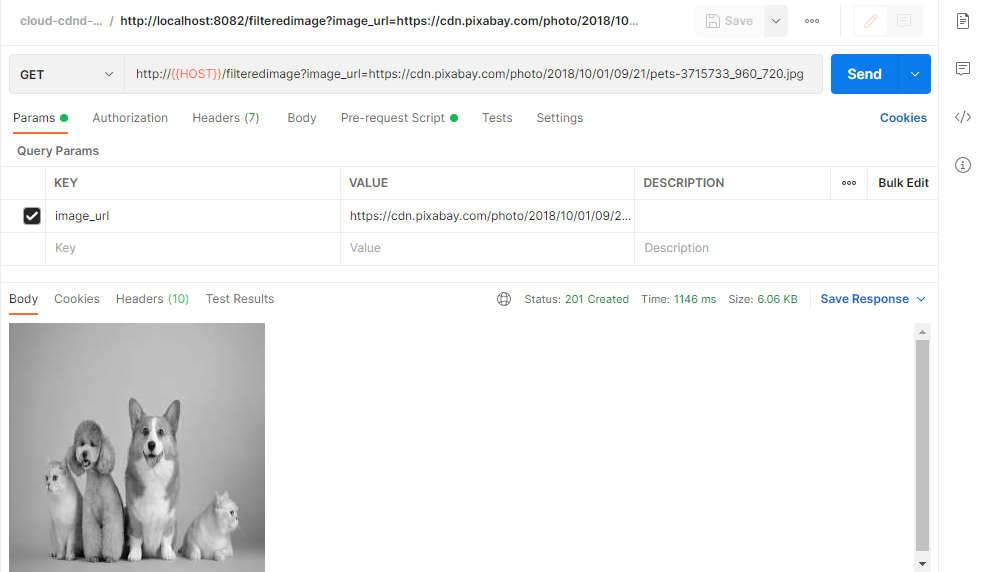 cloud-cdnd-... / http://localhost:8082/filteredimage?image_url=https://cdn.pixabay.com/photo/2018/10... Save
GET http://{{HOST}}/filteredimage?image_url=https://cdn.pixabay.com/photo/2018/10/01/09/21/pets-3715733_960_720.jpg Send
Params Authorization Headers (7) Body Pre-request Script Tests Settings Cookies
Query Params
KEY VALUE DESCRIPTION Bulk Edit
image_url https://cdn.pixabay.com/photo/2018/10/01/09/2...
Key Value Description
Body Cookies Headers (10) Test Results Status: 201 Created Time: 1146 ms Size: 6.06 KB Save Response